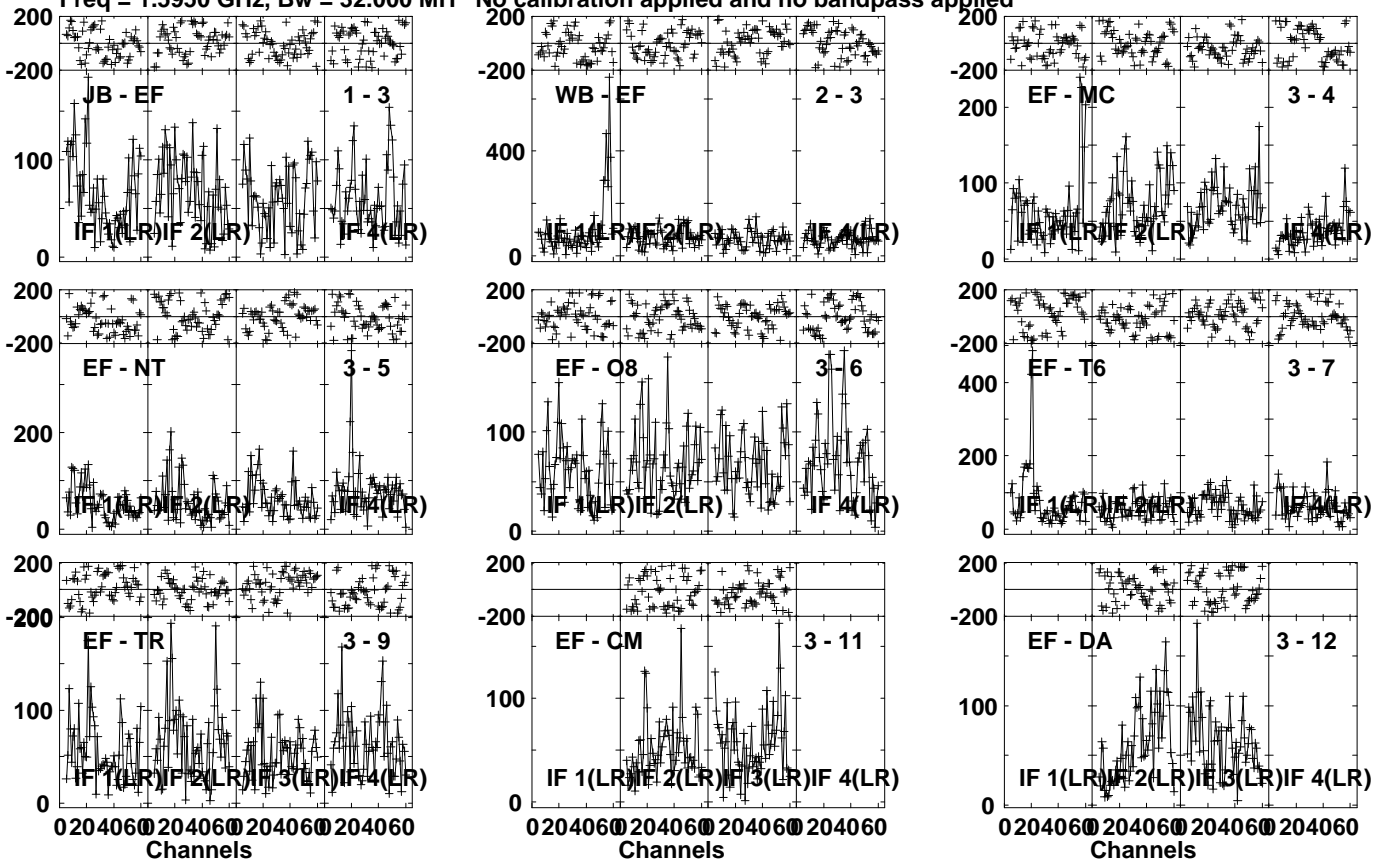 Freq = 1.5950 GHz, Bw = 32.000 MH No calibration applied and no bandpass applied
200
-200
JB - EF 1 - 3
100
0
IF 1(LR) IF 2(LR) IF 4(LR)
200
-200
WB - EF 2 - 3
400
0
IF 1(LR) IF 2(LR) IF 4(LR)
200
-200
EF - MC 3 - 4
200
100
0
IF 1(LR) IF 2(LR) IF 4(LR)
200
-200
EF - NT 3 - 5
200
0
IF 1(LR) IF 2(LR) IF 4(LR)
200
-200
EF - O8 3 - 6
100
0
IF 1(LR) IF 2(LR) IF 4(LR)
200
-200
EF - T6 3 - 7
400
200
0
IF 1(LR) IF 2(LR) IF 4(LR)
200
-200
200
EF - TR 3 - 9
100
0
IF 1(LR) IF 2(LR) IF 3(LR) IF 4(LR)
0 20 40 60 0 20 40 60 0 20 40 60 0 20 40 60
Channels
200
-200
EF - CM 3 - 11
100
0
IF 1(LR) IF 2(LR) IF 3(LR) IF 4(LR)
0 20 40 60 0 20 40 60 0 20 40 60 0 20 40 60
Channels
200
-200
EF - DA 3 - 12
100
0
IF 1(LR) IF 2(LR) IF 3(LR) IF 4(LR)
0 20 40 60 0 20 40 60 0 20 40 60 0 20 40 60
Channels